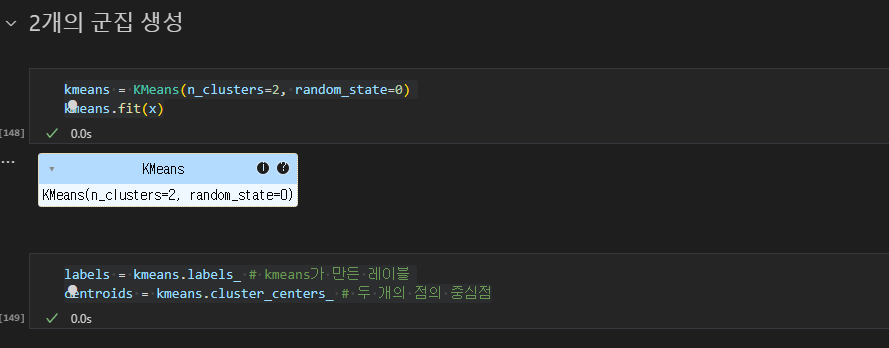 2개의 군집 생성
kmeans = KMeans(n_clusters=2, random_state=0)
kmeans.fit(x)
[148]
0.0s
...
KMeans
KMeans(n_clusters=2, random_state=0)
labels = kmeans.labels_ # kmeans가 만든 레이블
centroids = kmeans.cluster_centers_ # 두 개의 점의 중심점
[149]
0.0s